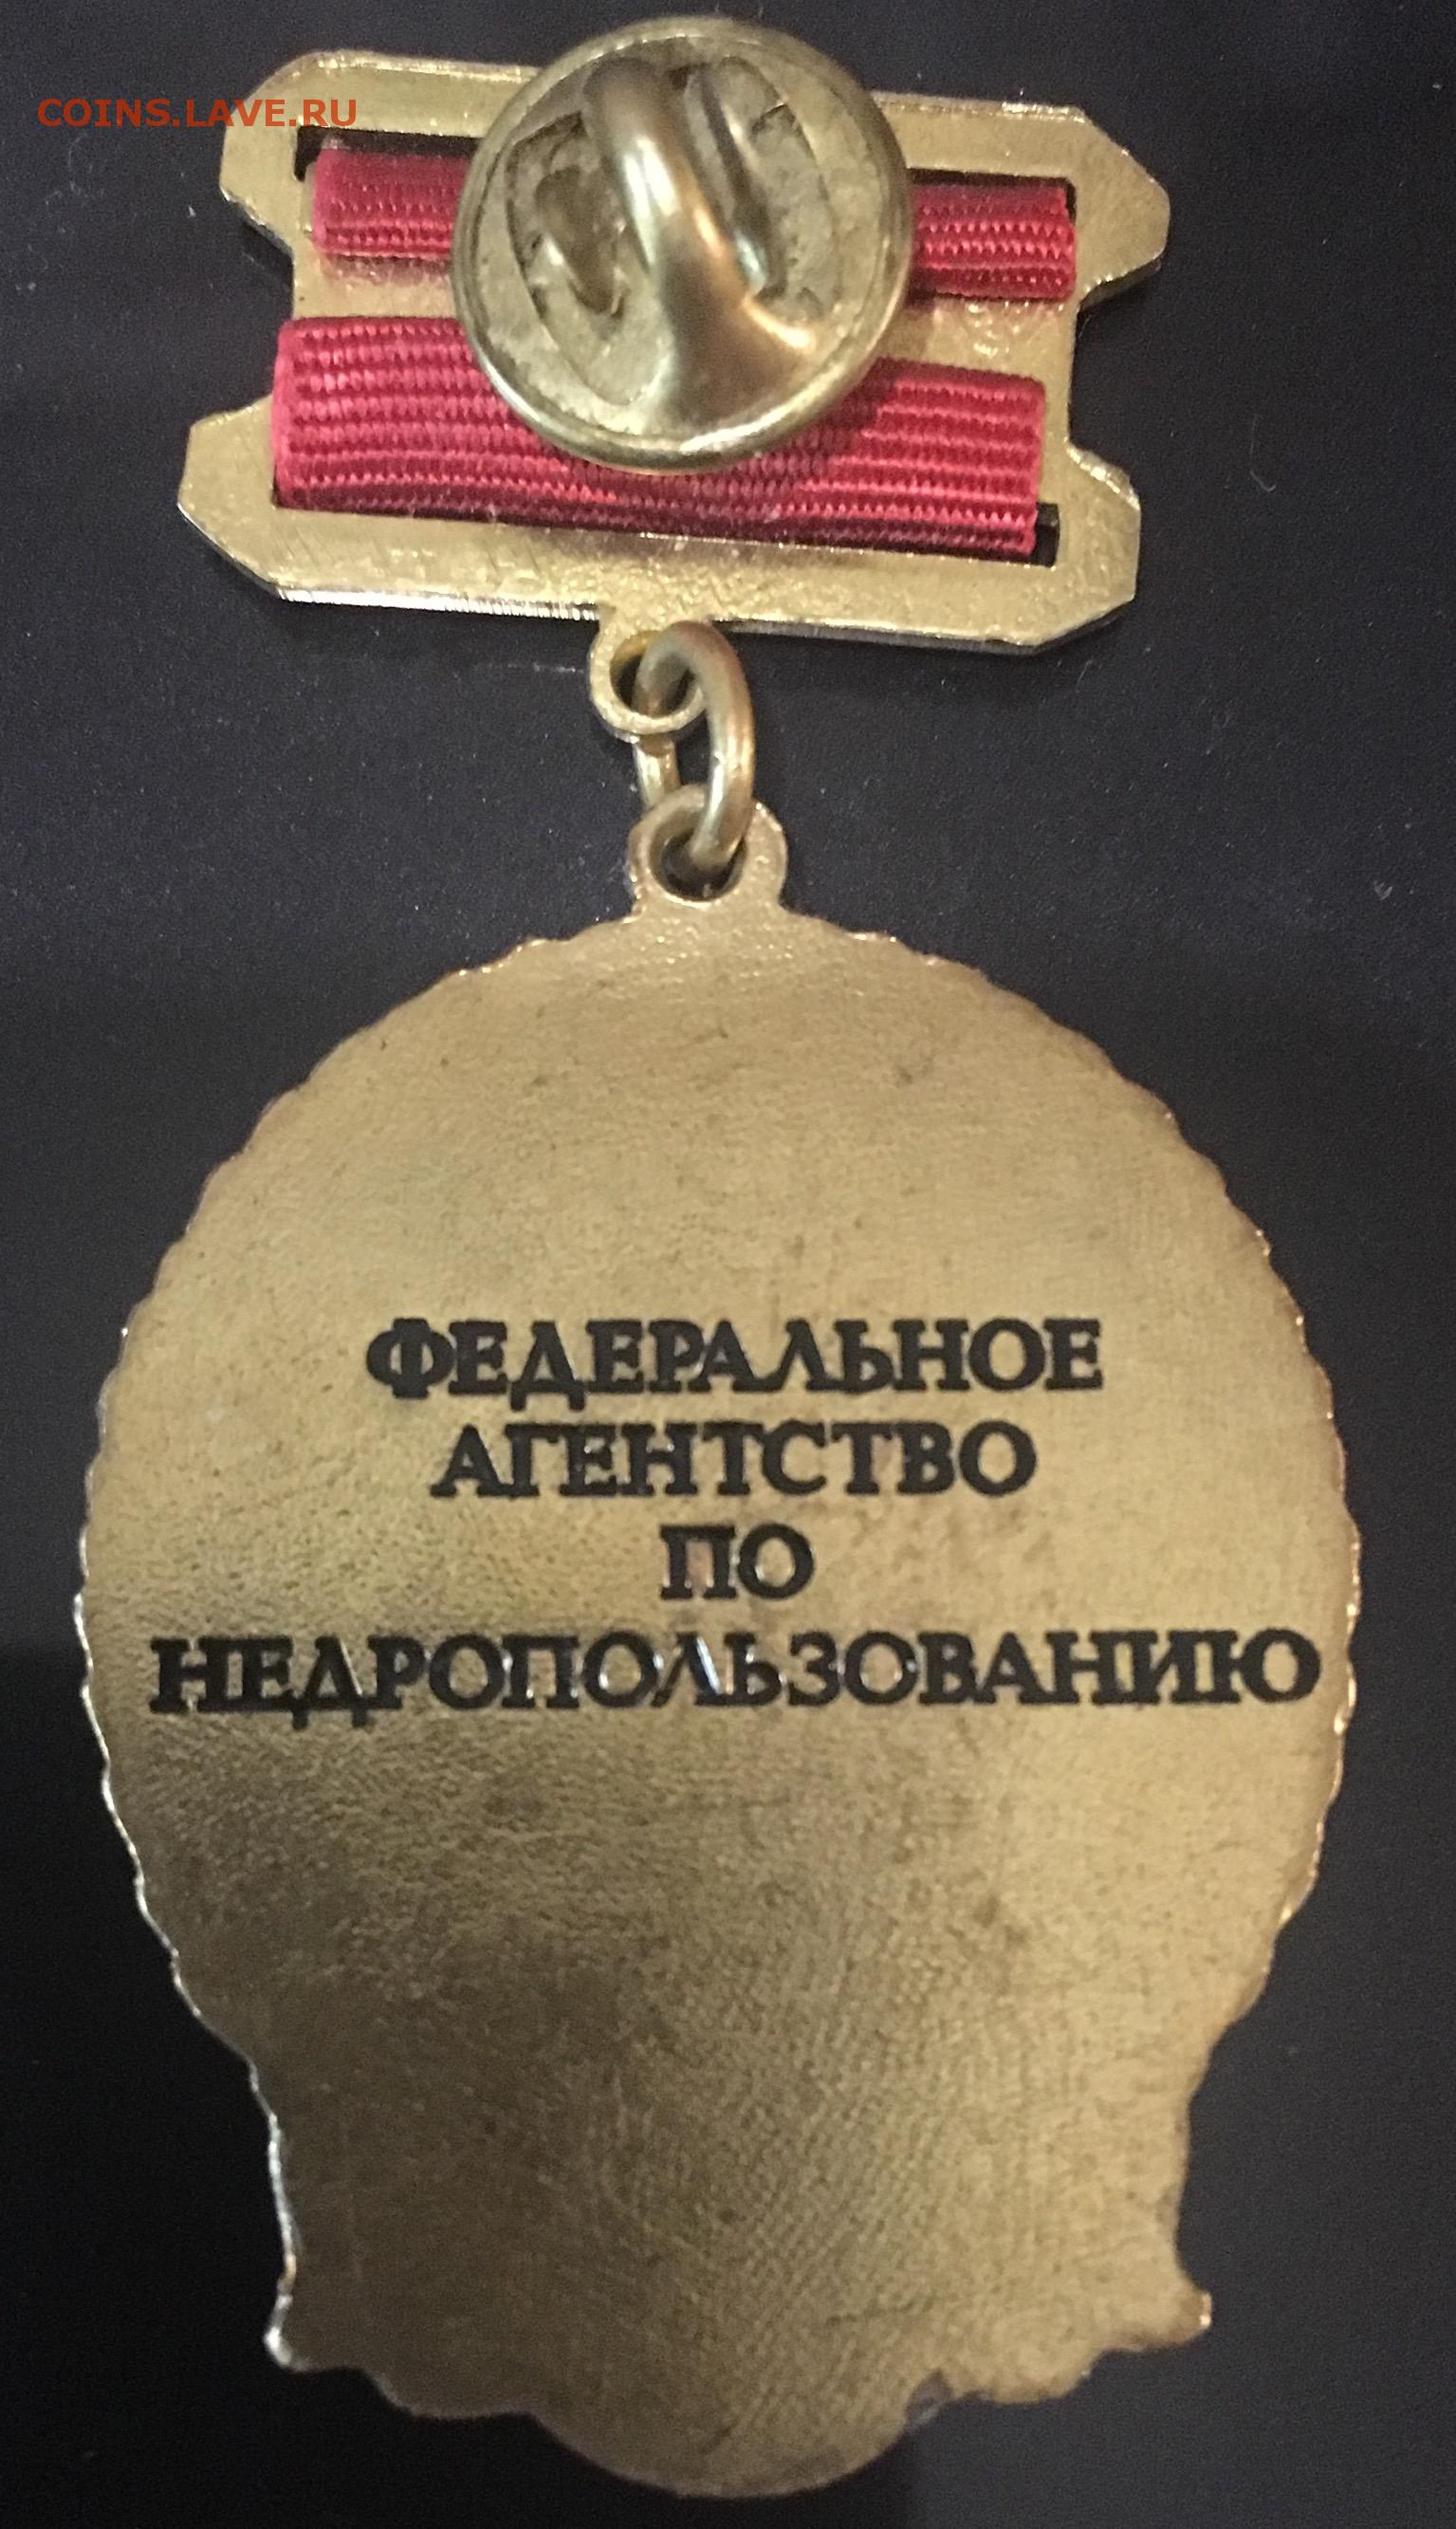 COINS.LAVE.RU
ФЕДЕРАЛЬНОЕ
АГЕНТСТВО
ПО
НЕДРОПОЛЬЗОВАНИЮ